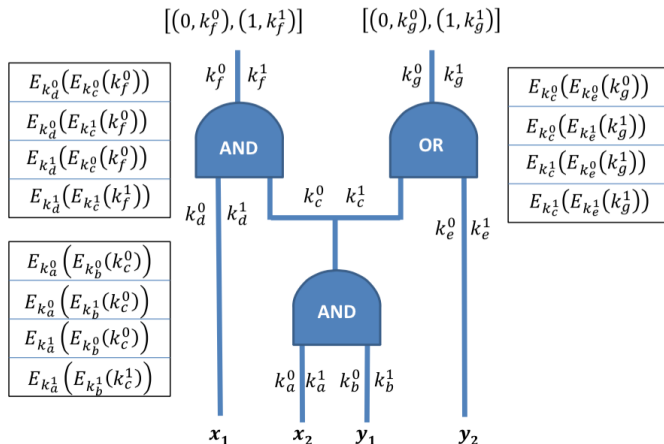 [(0, k_f^0), (1, k_f^1)]
[(0, k_g^0), (1, k_g^1)]
k_f^0 k_f^1
k_g^0 k_g^1
E_{k_d^0}(E_{k_c^0}(k_f^0))
E_{k_d^0}(E_{k_c^1}(k_f^0))
E_{k_d^1}(E_{k_c^0}(k_f^0))
E_{k_d^1}(E_{k_c^1}(k_f^1))
AND
OR
E_{k_c^0}(E_{k_e^0}(k_g^0))
E_{k_c^0}(E_{k_e^1}(k_g^1))
E_{k_c^1}(E_{k_e^0}(k_g^1))
E_{k_c^1}(E_{k_e^1}(k_g^1))
k_c^0 k_c^1
k_d^0 k_d^1
k_e^0 k_e^1
E_{k_a^0}(E_{k_b^0}(k_c^0))
E_{k_a^0}(E_{k_b^1}(k_c^0))
E_{k_a^1}(E_{k_b^0}(k_c^0))
E_{k_a^1}(E_{k_b^1}(k_c^1))
AND
k_a^0 k_a^1 k_b^0 k_b^1
x_1 x_2 y_1 y_2